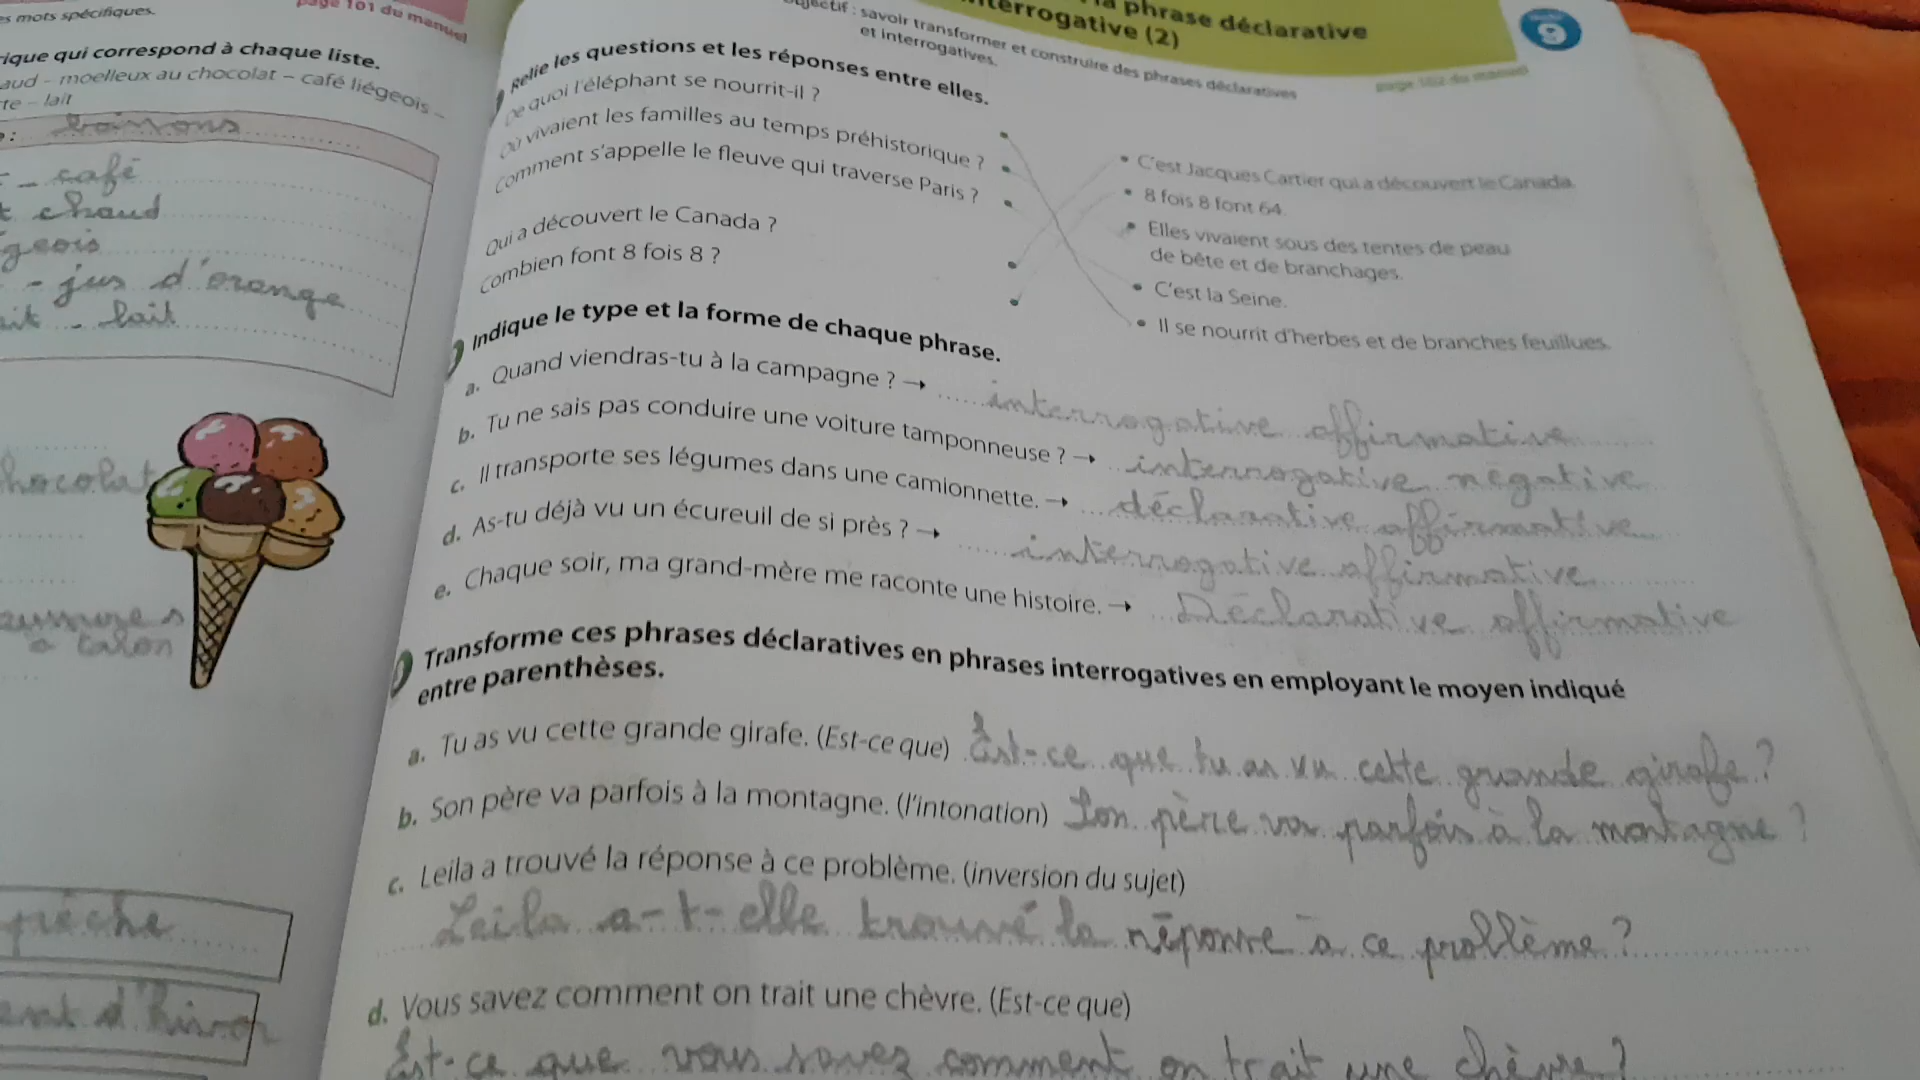 es mots spécifiques.
page 101 du manuel
rique qui correspond à chaque liste.
aud – moelleux au chocolat – café liégeois –
te – lait
: boissons
– café
chaud
geois
- jus d'orange
ait - lait
hocolat
talon
pêche
d'hiver
la phrase déclarative
interrogative (2)
9
Objectif : savoir transformer et construire des phrases déclaratives
et interrogatives.
page 102 du manuel
Relie les questions et les réponses entre elles.
De quoi l'éléphant se nourrit-il ?
Où vivaient les familles au temps préhistorique ?
Comment s'appelle le fleuve qui traverse Paris ?
Qui a découvert le Canada ?
Combien font 8 fois 8 ?
• C'est Jacques Cartier qui a découvert le Canada.
• 8 fois 8 font 64.
• Elles vivaient sous des tentes de peau
de bête et de branchages.
• C'est la Seine.
• Il se nourrit d'herbes et de branches feuillues.
Indique le type et la forme de chaque phrase.
a. Quand viendras-tu à la campagne ? → interrogative affirmative
b. Tu ne sais pas conduire une voiture tamponneuse ? → interrogative négative
c. Il transporte ses légumes dans une camionnette. → déclarative affirmative
d. As-tu déjà vu un écureuil de si près ? → interrogative affirmative
e. Chaque soir, ma grand-mère me raconte une histoire. → Déclarative affirmative
Transforme ces phrases déclaratives en phrases interrogatives en employant le moyen indiqué
entre parenthèses.
a. Tu as vu cette grande girafe. (Est-ce que) Est-ce que tu as vu cette grande girafe ?
b. Son père va parfois à la montagne. (l'intonation) Son père va parfois à la montagne ?
c. Leila a trouvé la réponse à ce problème. (inversion du sujet)
Leila a-t-elle trouvé la réponse à ce problème ?
d. Vous savez comment on trait une chèvre. (Est-ce que)
Est-ce que vous savez comment on trait une chèvre ?